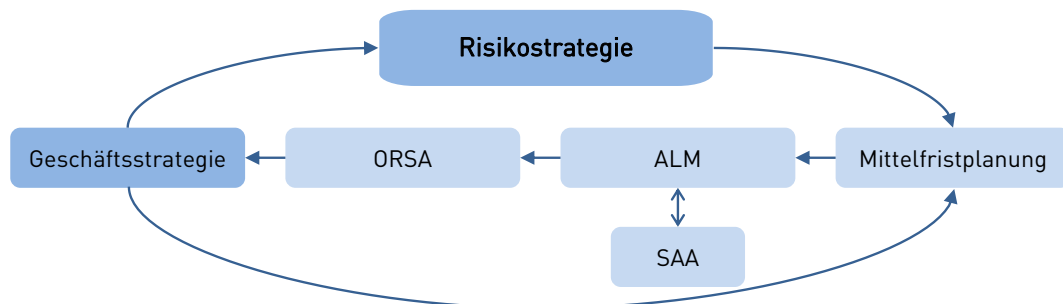 Risikostrategie
Geschäftsstrategie
ORSA
ALM
Mittelfristplanung
SAA